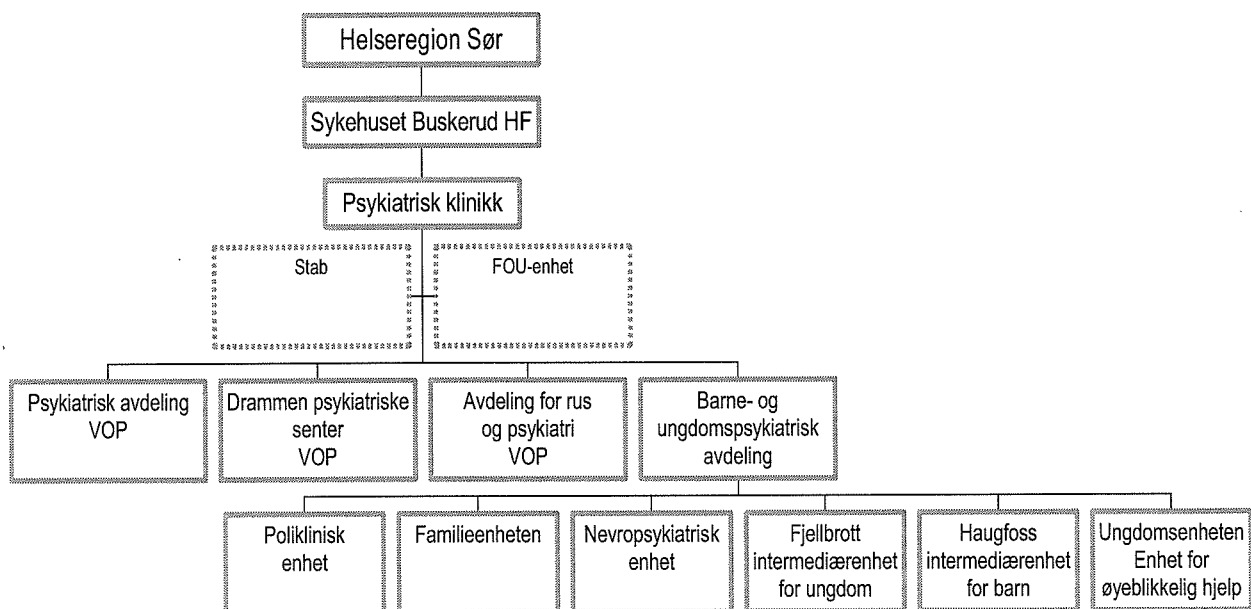 Helseregion Sør
Sykehuset Buskerud HF
Psykiatrisk klinikk
Stab
FOU-enhet
Psykiatrisk avdeling
VOP
Drammen psykiatriske
senter
VOP
Avdeling for rus
og psykiatri
VOP
Barne- og
ungdomspsykiatrisk
avdeling
Poliklinisk
enhet
Familieenheten
Nevropsykiatrisk
enhet
Fjellbrott
intermediærenhet
for ungdom
Haugfoss
intermediærenhet
for barn
Ungdomsenheten
Enhet for
øyeblikkelig hjelp